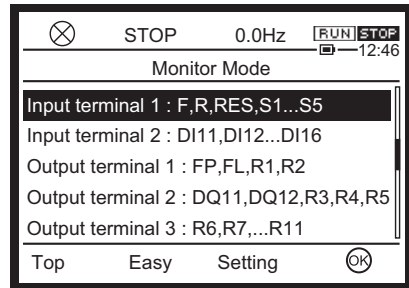 STOP 0.0Hz RUN STOP
12:46
Monitor Mode
Input terminal 1 : F,R,RES,S1...S5
Input terminal 2 : DI11,DI12...DI16
Output terminal 1 : FP,FL,R1,R2
Output terminal 2 : DQ11,DQ12,R3,R4,R5
Output terminal 3 : R6,R7,...R11
Top Easy Setting OK